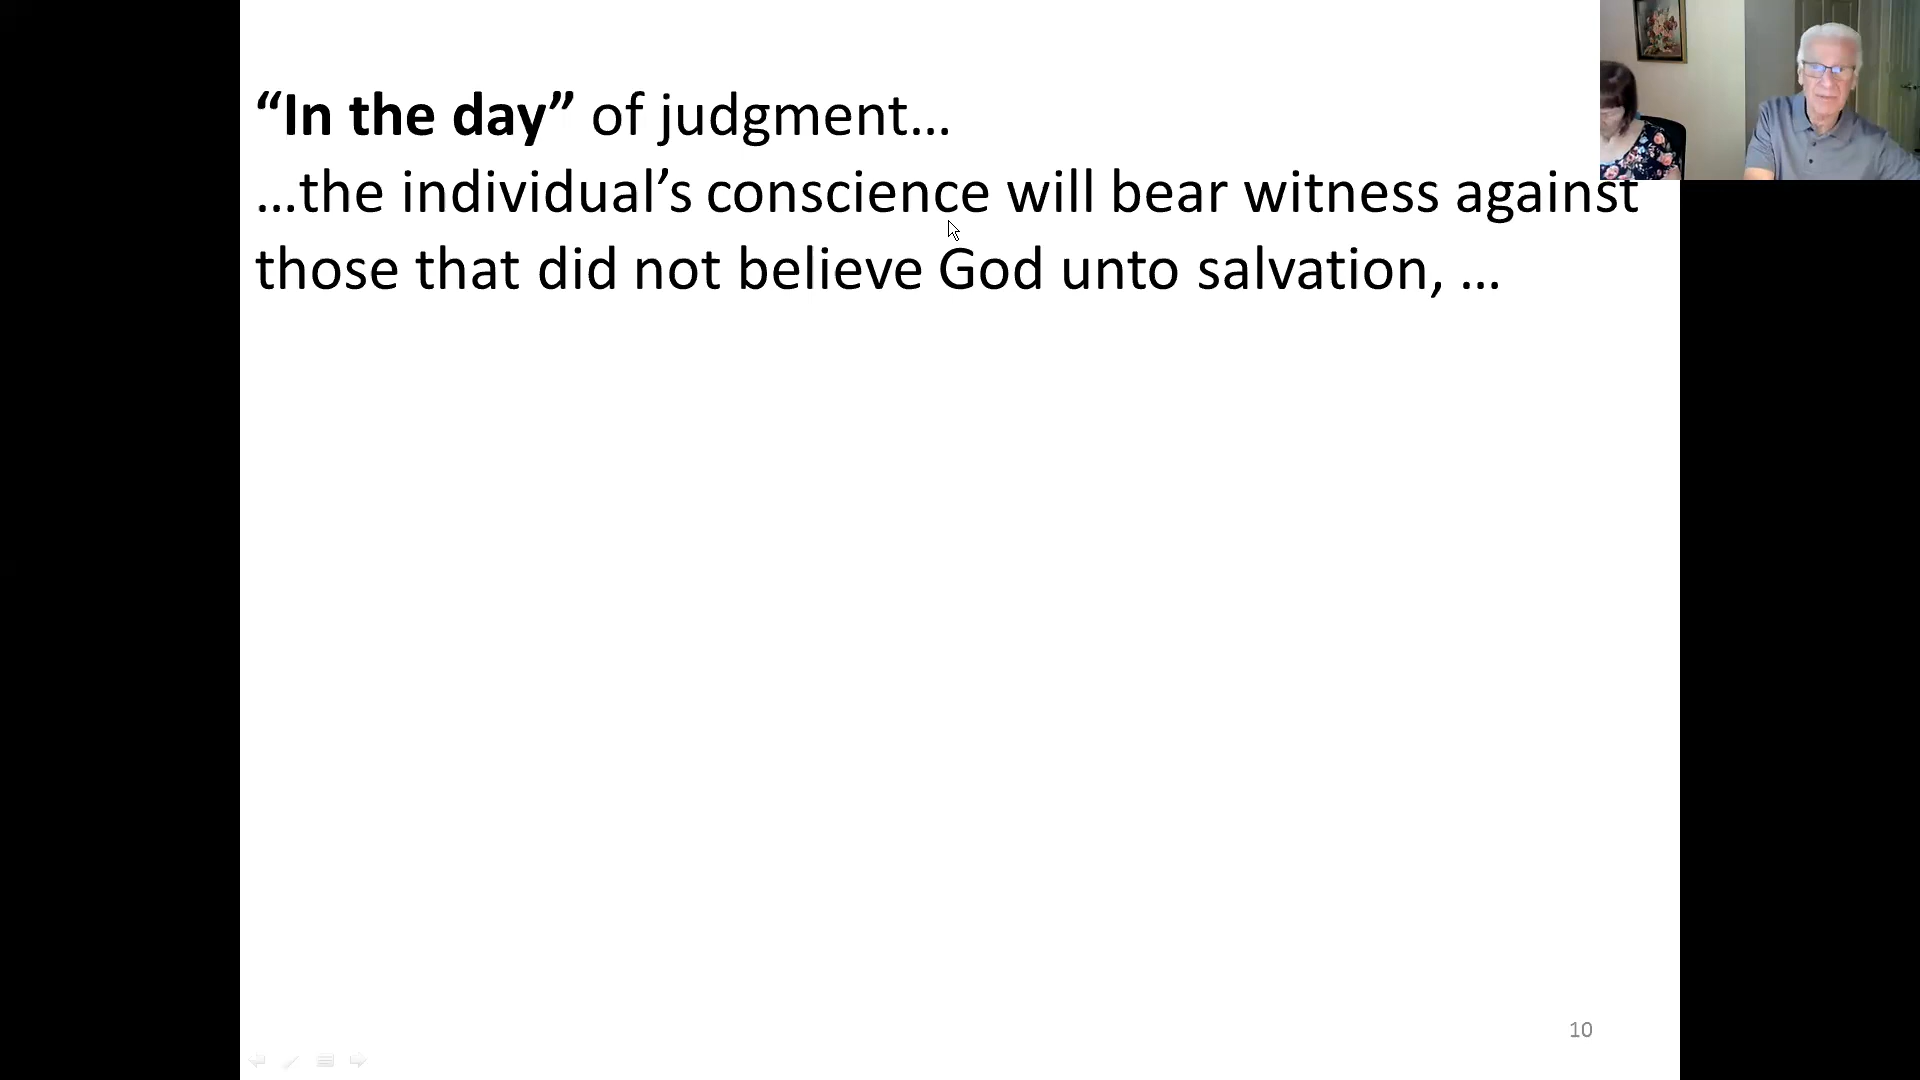 “In the day” of judgment…
…the individual’s conscience will bear witness against
those that did not believe God unto salvation, …
10